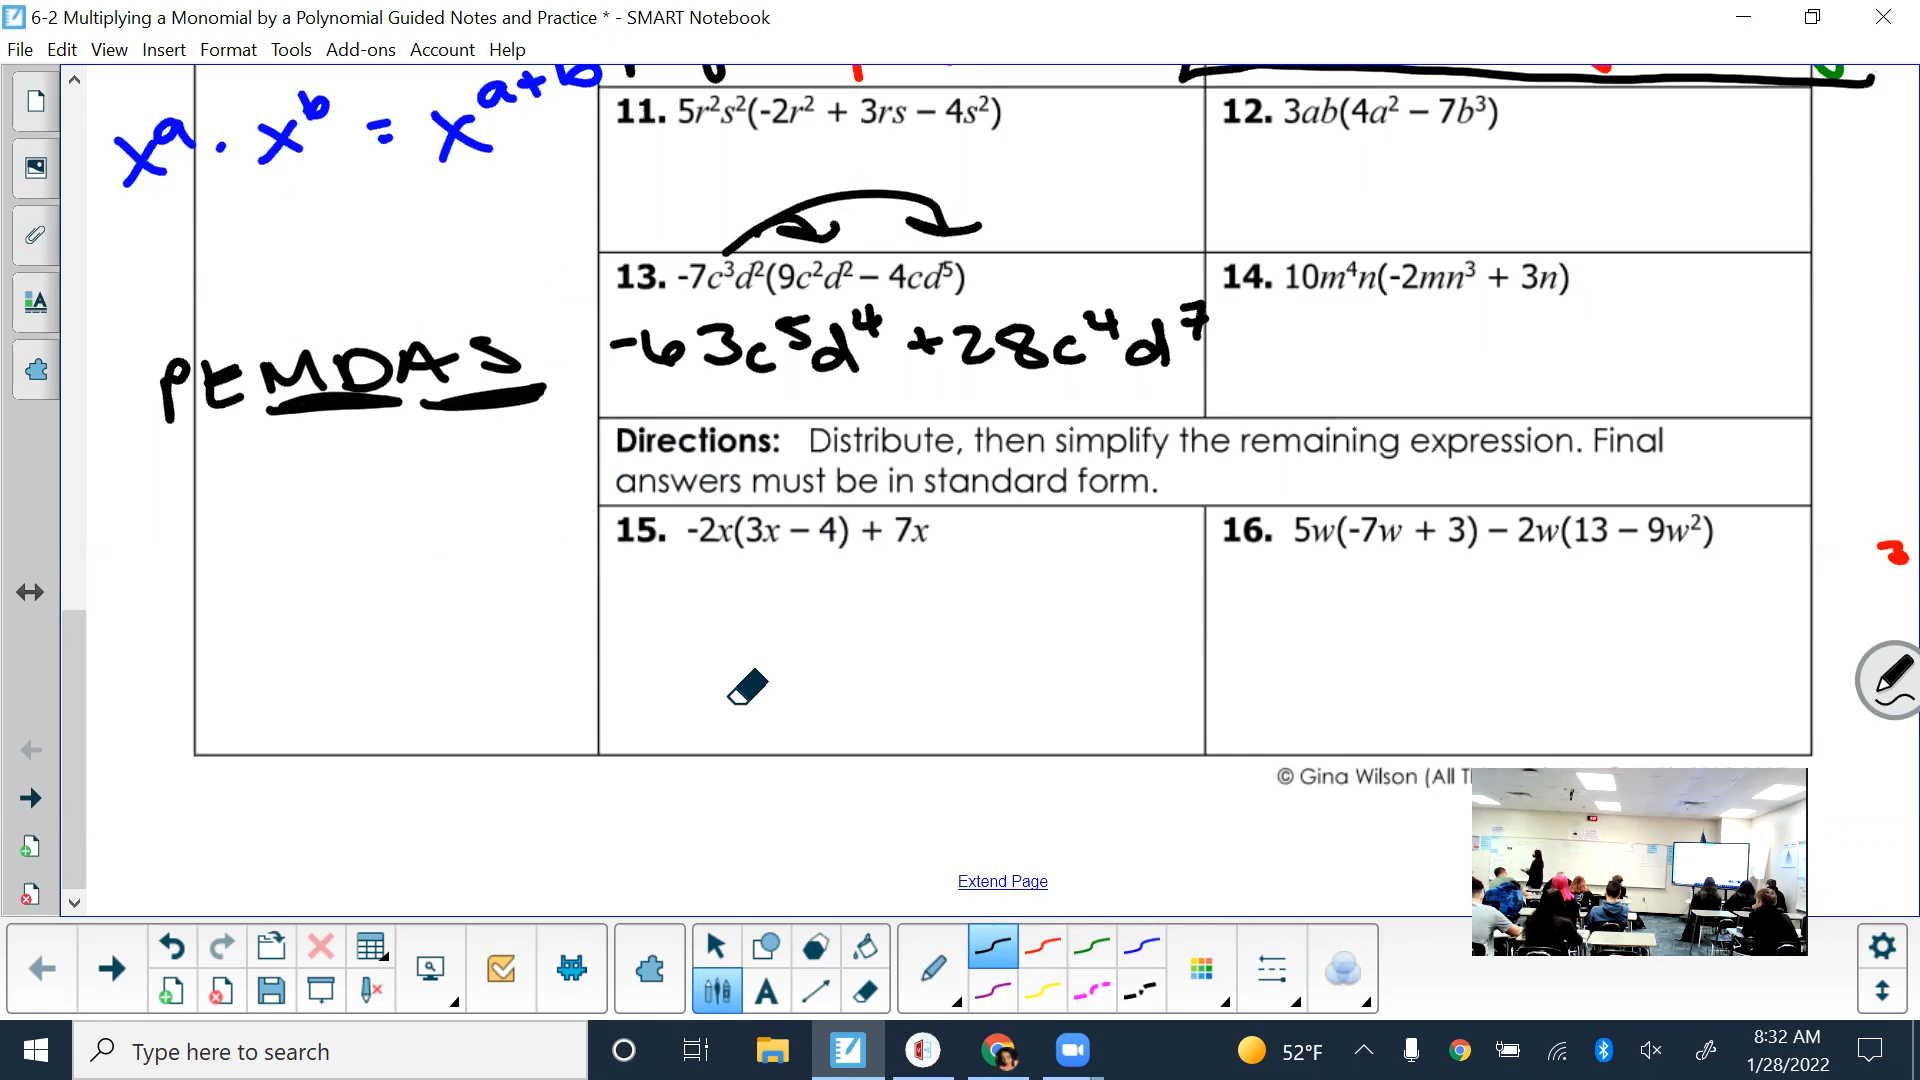 6-2 Multiplying a Monomial by a Polynomial Guided Notes and Practice * - SMART Notebook
File Edit View Insert Format Tools Add-ons Account Help
xᵃ · xᵇ = xᵃ⁺ᵇ
11. 5r²s²(-2r² + 3rs – 4s²)
12. 3ab(4a² – 7b³)
13. -7c³d²(9c²d² – 4cd⁵)
-63c⁵d⁴ +28c⁴d⁷
14. 10m⁴n(-2mn³ + 3n)
PEMDAS
Directions: Distribute, then simplify the remaining expression. Final
answers must be in standard form.
15. -2x(3x – 4) + 7x
16. 5w(-7w + 3) – 2w(13 – 9w²)
© Gina Wilson (All
Extend Page
Type here to search
52°F
8:32 AM
1/28/2022